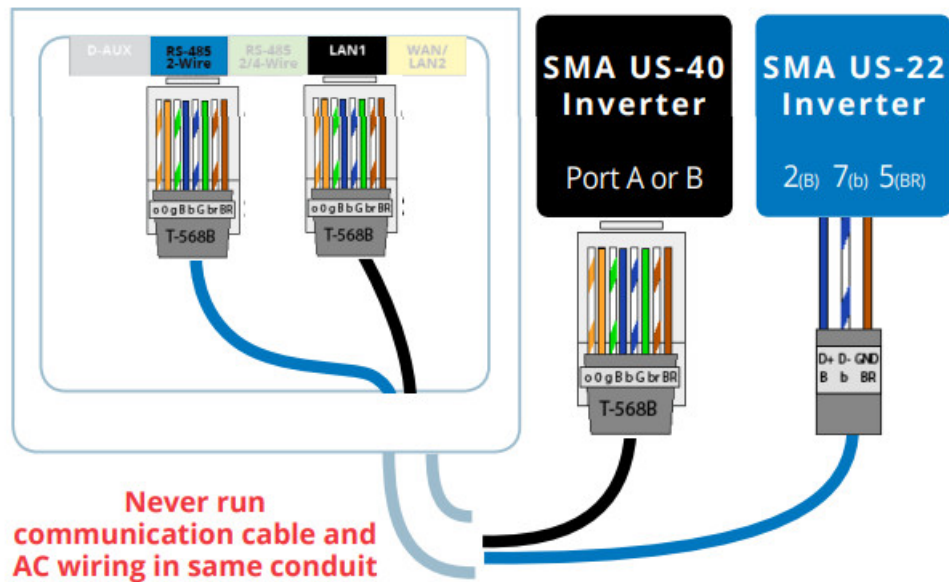 D-AUX
RS-485
2-Wire
RS-485
2/4-Wire
LAN1
WAN/
LAN2
o O g B b G br BR
T-568B
o O g B b G br BR
T-568B
SMA US-40
Inverter
Port A or B
o O g B b G br BR
T-568B
SMA US-22
Inverter
2(B) 7(b) 5(BR)
D+ D- GND
B b BR
Never run
communication cable and
AC wiring in same conduit